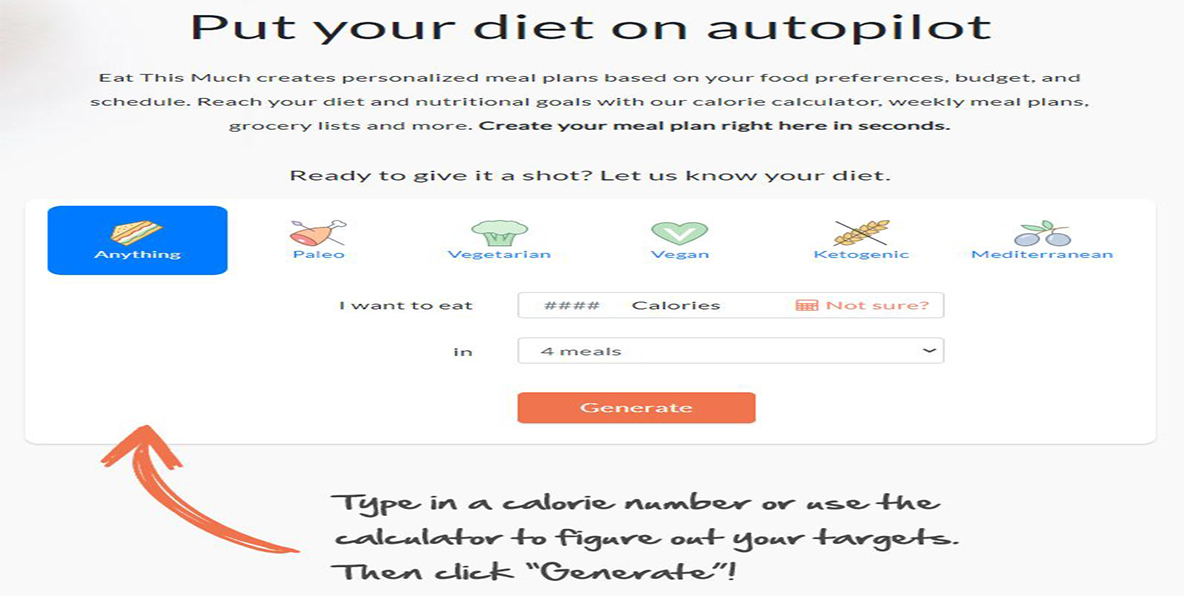 Put your diet on autopilot
Eat This Much creates personalized meal plans based on your food preferences, budget, and
schedule. Reach your diet and nutritional goals with our calorie calculator, weekly meal plans,
grocery lists and more. Create your meal plan right here in seconds.
Ready to give it a shot? Let us know your diet.
Anything Paleo Vegetarian Vegan Ketogenic Mediterranean
I want to eat #### Calories Not sure?
in 4 meals
Generate
Type in a calorie number or use the
calculator to figure out your targets.
Then click "Generate"!